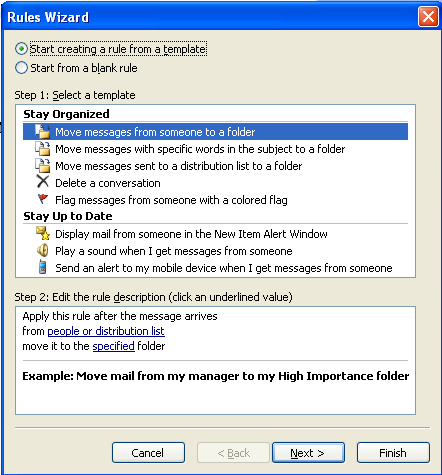 Rules Wizard
Start creating a rule from a template
Start from a blank rule
Step 1: Select a template
Stay Organized
Move messages from someone to a folder
Move messages with specific words in the subject to a folder
Move messages sent to a distribution list to a folder
Delete a conversation
Flag messages from someone with a colored flag
Stay Up to Date
Display mail from someone in the New Item Alert Window
Play a sound when I get messages from someone
Send an alert to my mobile device when I get messages from someone
Step 2: Edit the rule description (click an underlined value)
Apply this rule after the message arrives
from people or distribution list
move it to the specified folder
Example: Move mail from my manager to my High Importance folder
Cancel < Back Next > Finish